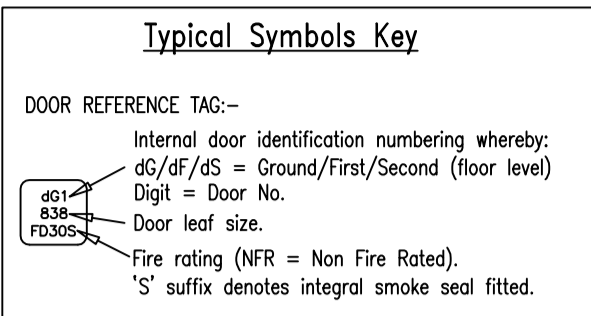 Typical Symbols Key
DOOR REFERENCE TAG:-
Internal door identification numbering whereby:
dG/dF/dS = Ground/First/Second (floor level)
Digit = Door No.
dG1
838
FD30S
Door leaf size.
Fire rating (NFR = Non Fire Rated).
'S' suffix denotes integral smoke seal fitted.